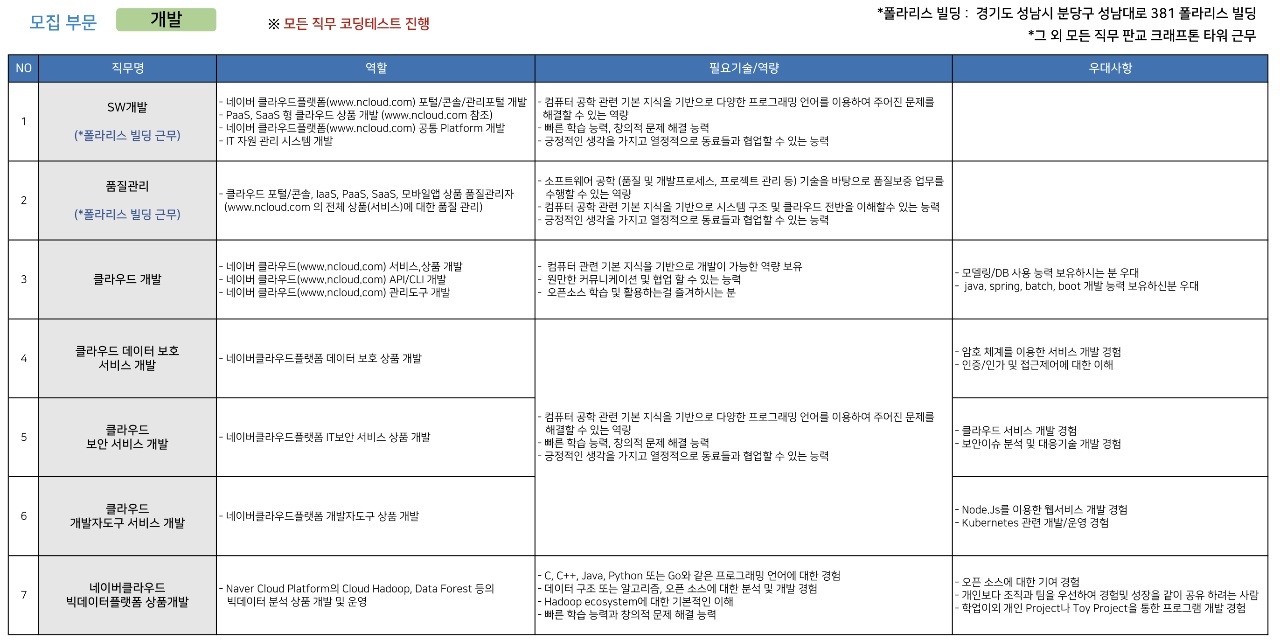 모집 부문
개발
※ 모든 직무 코딩테스트 진행
*폴라리스 빌딩 : 경기도 성남시 분당구 성남대로 381 폴라리스 빌딩
*그 외 모든 직무 판교 크래프톤 타워 근무
NO 직무명 역할 필요기술/역량 우대사항
1
SW개발
(*폴라리스 빌딩 근무)
- 네이버 클라우드플랫폼(www.ncloud.com) 포털/콘솔/관리포털 개발
- PaaS, SaaS 형 클라우드 상품 개발 (www.ncloud.com 참조)
- 네이버 클라우드플랫폼(www.ncloud.com) 공통 Platform 개발
- IT 자원 관리 시스템 개발
- 컴퓨터 공학 관련 기본 지식을 기반으로 다양한 프로그래밍 언어를 이용하여 주어진 문제를
해결할 수 있는 역량
- 빠른 학습 능력, 창의적 문제 해결 능력
- 긍정적인 생각을 가지고 열정적으로 동료들과 협업할 수 있는 능력
2
품질관리
(*폴라리스 빌딩 근무)
- 클라우드 포털/콘솔, IaaS, PaaS, SaaS, 모바일앱 상품 품질관리자
(www.ncloud.com 의 전체 상품(서비스)에 대한 품질 관리)
- 소프트웨어 공학 (품질 및 개발프로세스, 프로젝트 관리 등) 기술을 바탕으로 품질보증 업무를
수행할 수 있는 역량
- 컴퓨터 공학 관련 기본 지식을 기반으로 시스템 구조 및 클라우드 전반을 이해할수 있는 능력
- 긍정적인 생각을 가지고 열정적으로 동료들과 협업할 수 있는 능력
3
클라우드 개발
- 네이버 클라우드(www.ncloud.com) 서비스,상품 개발
- 네이버 클라우드(www.ncloud.com) API/CLI 개발
- 네이버 클라우드(www.ncloud.com) 관리도구 개발
- 컴퓨터 관련 기본 지식을 기반으로 개발이 가능한 역량 보유
- 원만한 커뮤니케이션 및 협업 할 수 있는 능력
- 오픈소스 학습 및 활용하는걸 즐겨하시는 분
- 모델링/DB 사용 능력 보유하시는 분 우대
- java, spring, batch, boot 개발 능력 보유하신분 우대
4
클라우드 데이터 보호
서비스 개발
- 네이버클라우드플랫폼 데이터 보호 상품 개발
- 암호 체계를 이용한 서비스 개발 경험
- 인증/인가 및 접근제어에 대한 이해
5
클라우드
보안 서비스 개발
- 네이버클라우드플랫폼 IT보안 서비스 상품 개발
- 컴퓨터 공학 관련 기본 지식을 기반으로 다양한 프로그래밍 언어를 이용하여 주어진 문제를
해결할 수 있는 역량
- 빠른 학습 능력, 창의적 문제 해결 능력
- 긍정적인 생각을 가지고 열정적으로 동료들과 협업할 수 있는 능력
- 클라우드 서비스 개발 경험
- 보안이슈 분석 및 대응기술 개발 경험
6
클라우드
개발자도구 서비스 개발
- 네이버클라우드플랫폼 개발자도구 상품 개발
- Node.Js를 이용한 웹서비스 개발 경험
- Kubernetes 관련 개발/운영 경험
7
네이버클라우드
빅데이터플랫폼 상품개발
- Naver Cloud Platform의 Cloud Hadoop, Data Forest 등의
빅데이터 분석 상품 개발 및 운영
- C, C++, Java, Python 또는 Go와 같은 프로그래밍 언어에 대한 경험
- 데이터 구조 또는 알고리즘, 오픈 소스에 대한 분석 및 개발 경험
- Hadoop ecosystem에 대한 기본적인 이해
- 빠른 학습 능력과 창의적 문제 해결 능력
- 오픈 소스에 대한 기여 경험
- 개인보다 조직과 팀을 우선하여 경험및 성장을 같이 공유 하려는 사람
- 학업이외 개인 Project나 Toy Project을 통한 프로그램 개발 경험